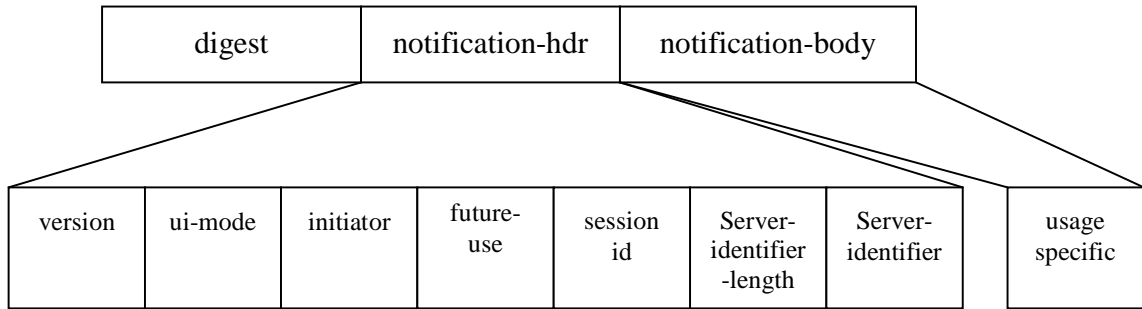 digest
notification-hdr
notification-body
version
ui-mode
initiator
future-
use
session
id
Server-
identifier
-length
Server-
identifier
usage
specific